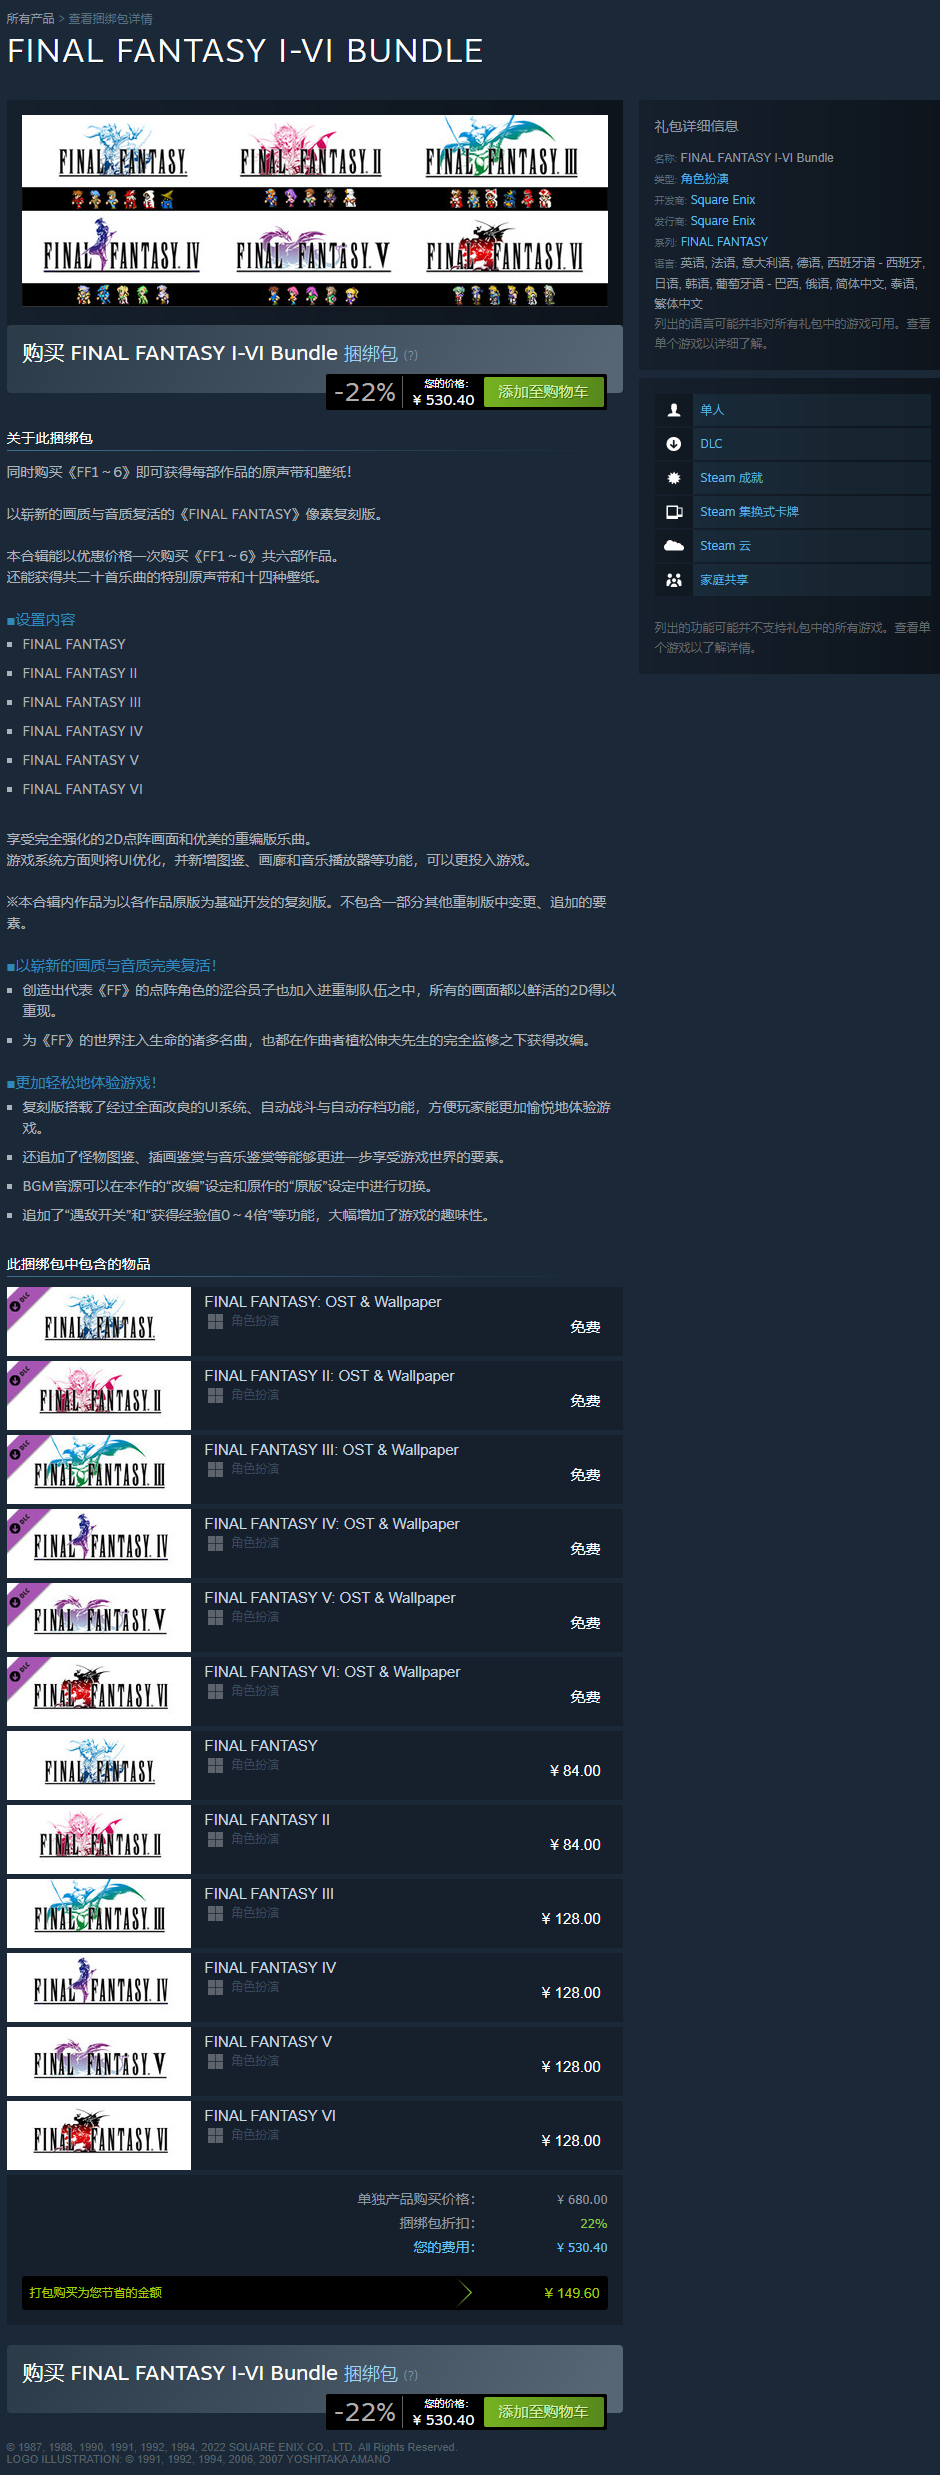 所有产品 > 查看捆绑包详情
FINAL FANTASY I-VI BUNDLE
FINAL FANTASY.
FINAL FANTASY. II
FINAL FANTASY. III
FINAL FANTASY. IV
FINAL FANTASY. V
FINAL FANTASY. VI
购买 FINAL FANTASY I-VI Bundle 捆绑包 (?)
-22%
您的价格:
¥ 530.40
添加至购物车
礼包详细信息
名称: FINAL FANTASY I-VI Bundle
类型: 角色扮演
开发商: Square Enix
发行商: Square Enix
系列: FINAL FANTASY
语言: 英语, 法语, 意大利语, 德语, 西班牙语 - 西班牙,
日语, 韩语, 葡萄牙语 - 巴西, 俄语, 简体中文, 泰语,
繁体中文
列出的语言可能并非对所有礼包中的游戏可用。查看
单个游戏以详细了解。
单人
DLC
Steam 成就
Steam 集换式卡牌
Steam 云
家庭共享
列出的功能可能并不支持礼包中的所有游戏。查看单
个游戏以了解详情。
关于此捆绑包
同时购买《FF1～6》即可获得每部作品的原声带和壁纸！
以崭新的画质与音质复活的《FINAL FANTASY》像素复刻版。
本合辑能以优惠价格一次购买《FF1～6》共六部作品。
还能获得共二十首乐曲的特别原声带和十四种壁纸。
■设置内容
FINAL FANTASY
FINAL FANTASY II
FINAL FANTASY III
FINAL FANTASY IV
FINAL FANTASY V
FINAL FANTASY VI
享受完全强化的2D点阵画面和优美的重编版乐曲。
游戏系统方面则将UI优化，并新增图鉴、画廊和音乐播放器等功能，可以更投入游戏。
※本合辑内作品为以各作品原版为基础开发的复刻版。不包含一部分其他重制版中变更、追加的要
素。
■以崭新的画质与音质完美复活！
创造出代表《FF》的点阵角色的涩谷员子也加入进重制队伍之中，所有的画面都以鲜活的2D得以
重现。
为《FF》的世界注入生命的诸多名曲，也都在作曲者植松伸夫先生的完全监修之下获得改编。
■更加轻松地体验游戏！
复刻版搭载了经过全面改良的UI系统、自动战斗与自动存档功能，方便玩家能更加愉悦地体验游
戏。
还追加了怪物图鉴、插画鉴赏与音乐鉴赏等能够更进一步享受游戏世界的要素。
BGM音源可以在本作的“改编”设定和原作的“原版”设定中进行切换。
追加了“遇敌开关”和“获得经验值0～4倍”等功能，大幅增加了游戏的趣味性。
此捆绑包中包含的物品
DLC
FINAL FANTASY.
FINAL FANTASY: OST & Wallpaper
角色扮演
免费
DLC
FINAL FANTASY. II
FINAL FANTASY II: OST & Wallpaper
角色扮演
免费
DLC
FINAL FANTASY. III
FINAL FANTASY III: OST & Wallpaper
角色扮演
免费
DLC
FINAL FANTASY. IV
FINAL FANTASY IV: OST & Wallpaper
角色扮演
免费
DLC
FINAL FANTASY. V
FINAL FANTASY V: OST & Wallpaper
角色扮演
免费
DLC
FINAL FANTASY. VI
FINAL FANTASY VI: OST & Wallpaper
角色扮演
免费
FINAL FANTASY.
FINAL FANTASY
角色扮演
¥ 84.00
FINAL FANTASY. II
FINAL FANTASY II
角色扮演
¥ 84.00
FINAL FANTASY. III
FINAL FANTASY III
角色扮演
¥ 128.00
FINAL FANTASY. IV
FINAL FANTASY IV
角色扮演
¥ 128.00
FINAL FANTASY. V
FINAL FANTASY V
角色扮演
¥ 128.00
FINAL FANTASY. VI
FINAL FANTASY VI
角色扮演
¥ 128.00
单独产品购买价格： ¥ 680.00
捆绑包折扣： 22%
您的费用： ¥ 530.40
打包购买为您节省的金额 ¥ 149.60
购买 FINAL FANTASY I-VI Bundle 捆绑包 (?)
-22%
您的价格:
¥ 530.40
添加至购物车
© 1987, 1988, 1990, 1991, 1992, 1994, 2022 SQUARE ENIX CO., LTD. All Rights Reserved.
LOGO ILLUSTRATION: © 1991, 1992, 1994, 2006, 2007 YOSHITAKA AMANO